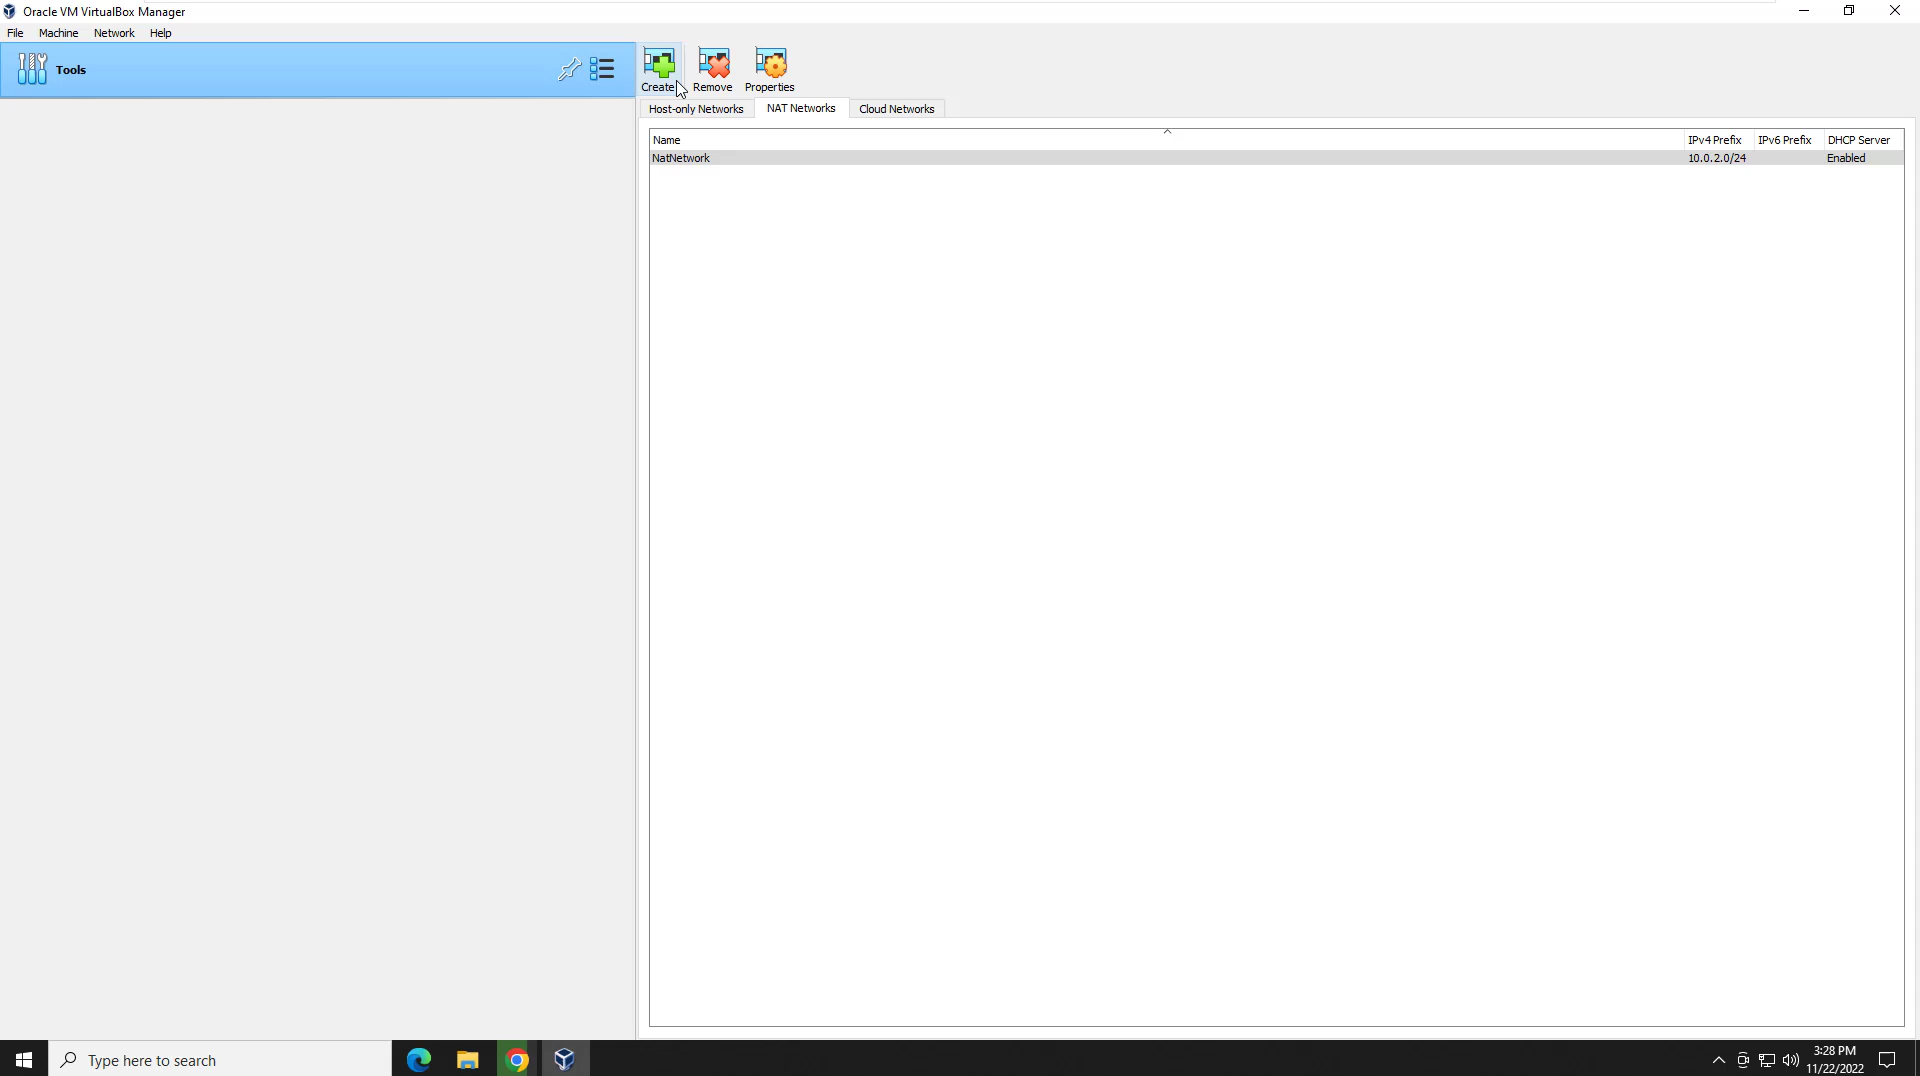 Oracle VM VirtualBox Manager
File Machine Network Help
Tools
Create Remove Properties
Host-only Networks NAT Networks Cloud Networks
Name IPv4 Prefix IPv6 Prefix DHCP Server
NatNetwork 10.0.2.0/24 Enabled
Type here to search
3:28 PM
11/22/2022